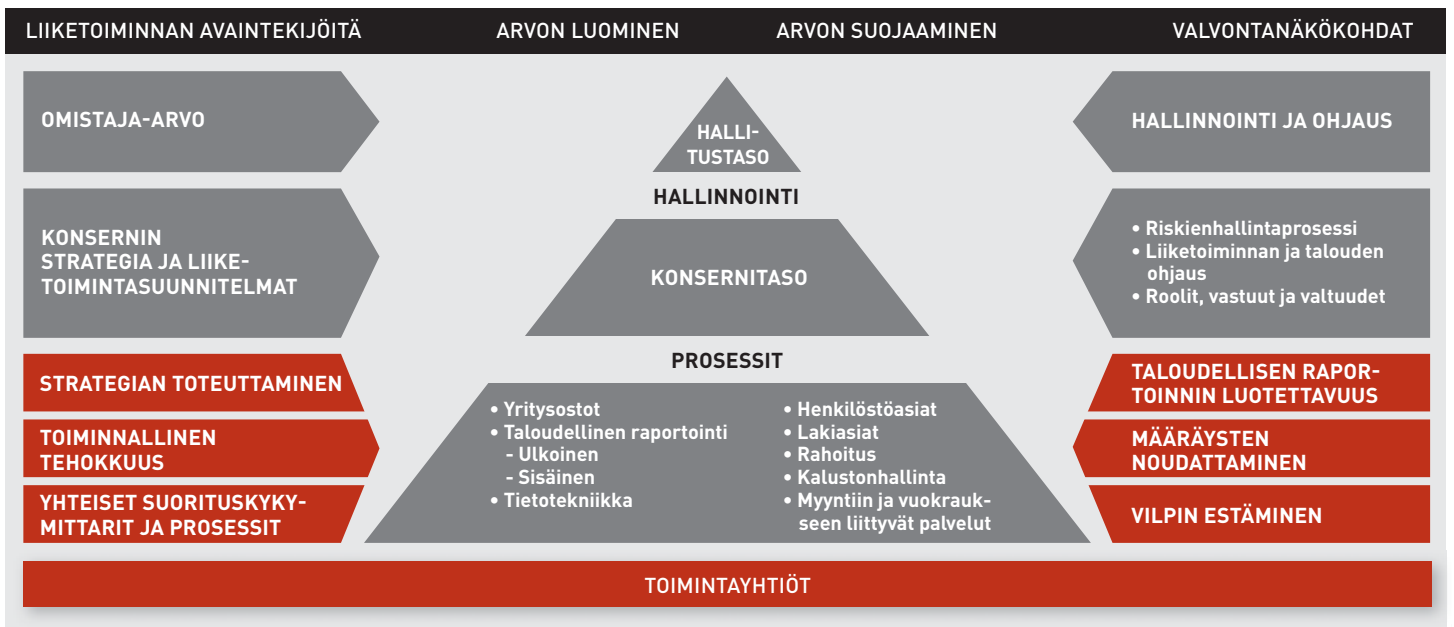 LIIKETOIMINNAN AVAINTEKIJÖITÄ
ARVON LUOMINEN
ARVON SUOJAAMINEN
VALVONTANÄKÖKOHDAT
OMISTAJA-ARVO
KONSERNIN
STRATEGIA JA LIIKE-
TOIMINTASUUNNITELMAT
STRATEGIAN TOTEUTTAMINEN
TOIMINNALLINEN
TEHOKKUUS
YHTEISET SUORITUSKYKY-
MITTARIT JA PROSESSIT
HALLI-
TUSTASO
HALLINNOINTI
KONSERNITASO
PROSESSIT
• Yritysostot
• Taloudellinen raportointi
- Ulkoinen
- Sisäinen
• Tietotekniikka
• Henkilöstöasiat
• Lakiasiat
• Rahoitus
• Kalustonhallinta
• Myyntiin ja vuokrauk-
seen liittyvät palvelut
HALLINNOINTI JA OHJAUS
• Riskienhallintaprosessi
• Liiketoiminnan ja talouden
ohjaus
• Roolit, vastuut ja valtuudet
TALOUDELLISEN RAPOR-
TOINNIN LUOTETTAVUUS
MÄÄRÄYSTEN
NOUDATTAMINEN
VILPIN ESTÄMINEN
TOIMINTAYHTIÖT